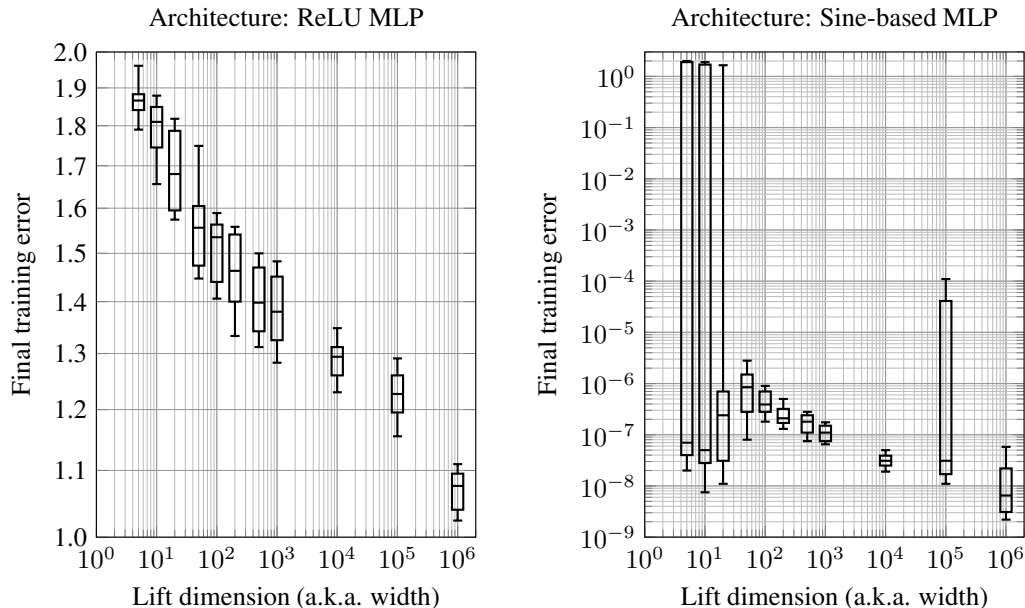 Architecture: ReLU MLP
2.0
1.9
1.8
1.7
1.6
1.5
1.4
1.3
1.2
1.1
1.0
Final training error
10^0 10^1 10^2 10^3 10^4 10^5 10^6
Lift dimension (a.k.a. width)
Architecture: Sine-based MLP
10^0
10^−1
10^−2
10^−3
10^−4
10^−5
10^−6
10^−7
10^−8
10^−9
Final training error
10^0 10^1 10^2 10^3 10^4 10^5 10^6
Lift dimension (a.k.a. width)